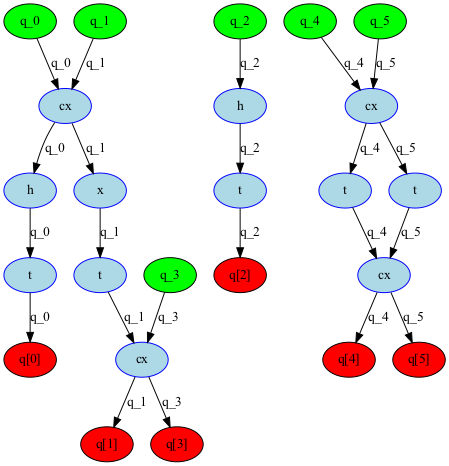 q_0 q_1 q_2 q_4 q_5
q_0 q_1 q_2 q_4 q_5
cx h cx
q_0 q_1 q_2 q_4 q_5
h x t t t
q_0 q_1 q_2 q_4 q_5
t t q_3 q[2] cx
q_0 q_1 q_3 q_4 q_5
q[0] cx q[4] q[5]
q_1 q_3
q[1] q[3]